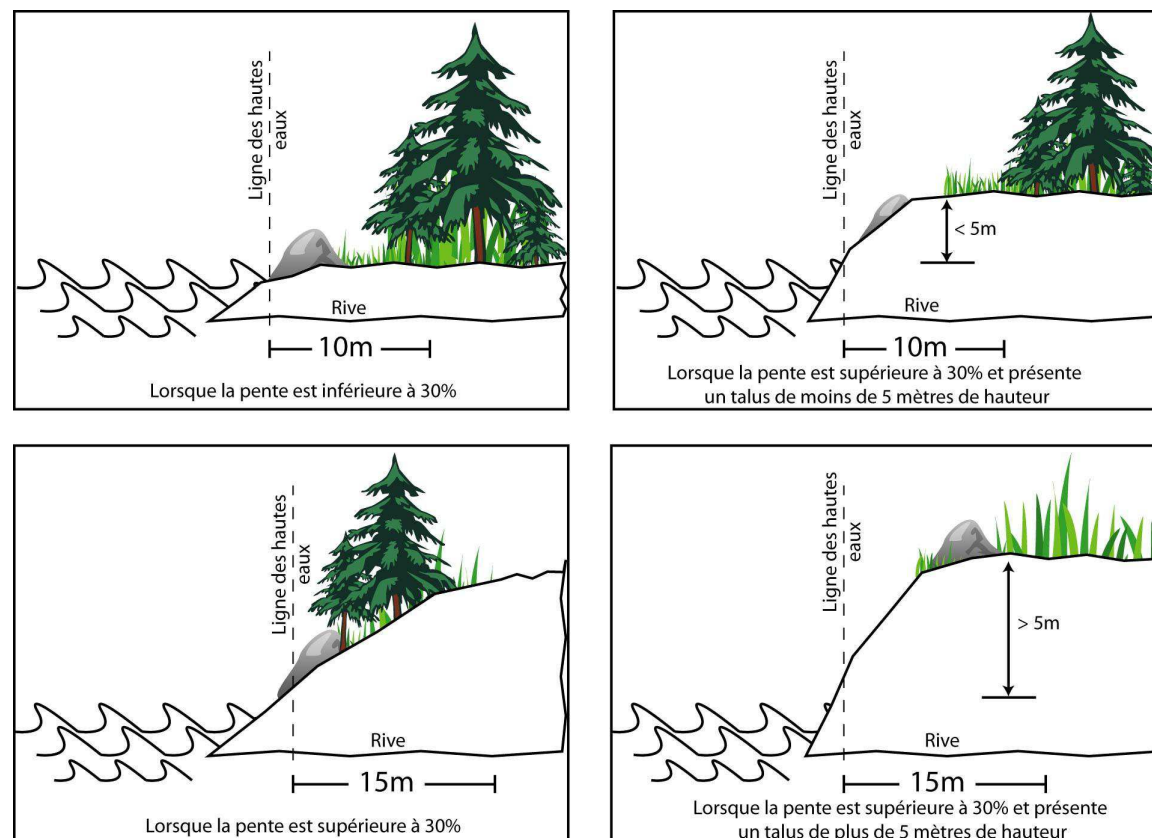 Ligne des hautes
eaux
Rive
10m
Lorsque la pente est inférieure à 30%
Ligne des hautes
eaux
< 5m
Rive
10m
Lorsque la pente est supérieure à 30% et présente
un talus de moins de 5 mètres de hauteur
Ligne des hautes
eaux
Rive
15m
Lorsque la pente est supérieure à 30%
Ligne des hautes
eaux
> 5m
Rive
15m
Lorsque la pente est supérieure à 30% et présente
un talus de plus de 5 mètres de hauteur